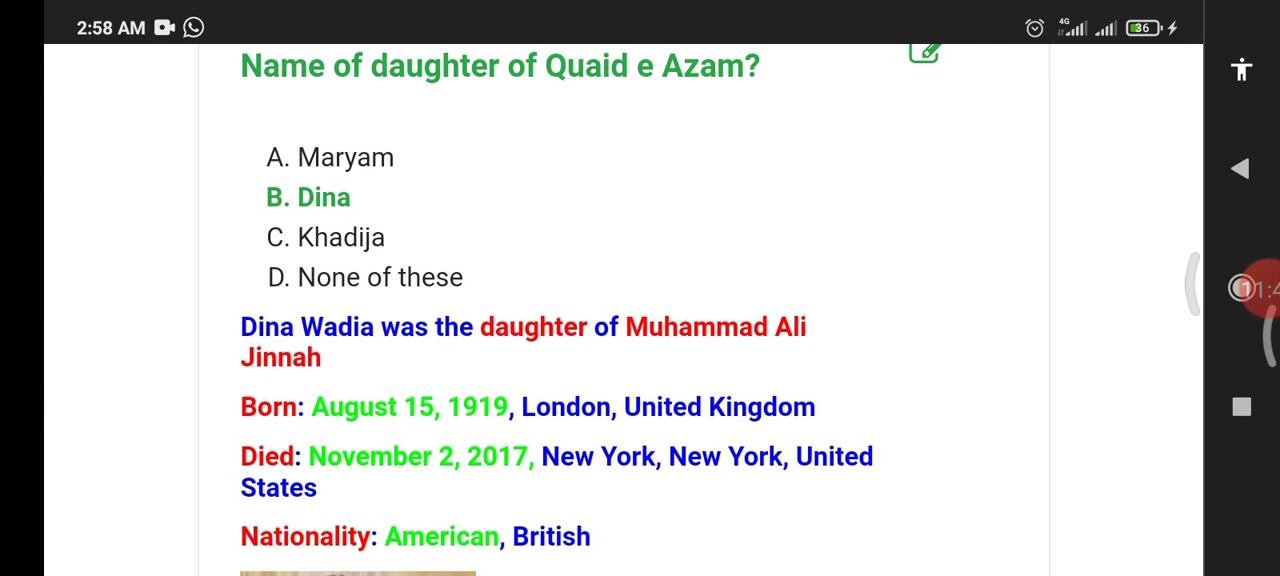 2:58 AM
4G
36
Name of daughter of Quaid e Azam?
A. Maryam
B. Dina
C. Khadija
D. None of these
Dina Wadia was the daughter of Muhammad Ali
Jinnah
Born: August 15, 1919, London, United Kingdom
Died: November 2, 2017, New York, New York, United
States
Nationality: American, British